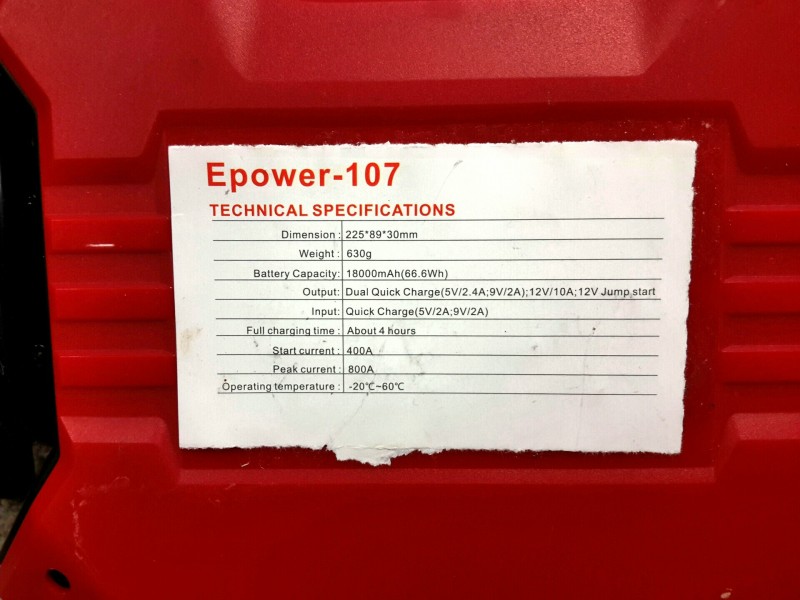 Epower-107
TECHNICAL SPECIFICATIONS
Dimension : 225*89*30mm
Weight : 630g
Battery Capacity: 18000mAh(66.6Wh)
Output: Dual Quick Charge(5V/2.4A;9V/2A);12V/10A;12V Jump start
Input: Quick Charge(5V/2A;9V/2A)
Full charging time : About 4 hours
Start current : 400A
Peak current : 800A
Operating temperature : -20℃~60℃